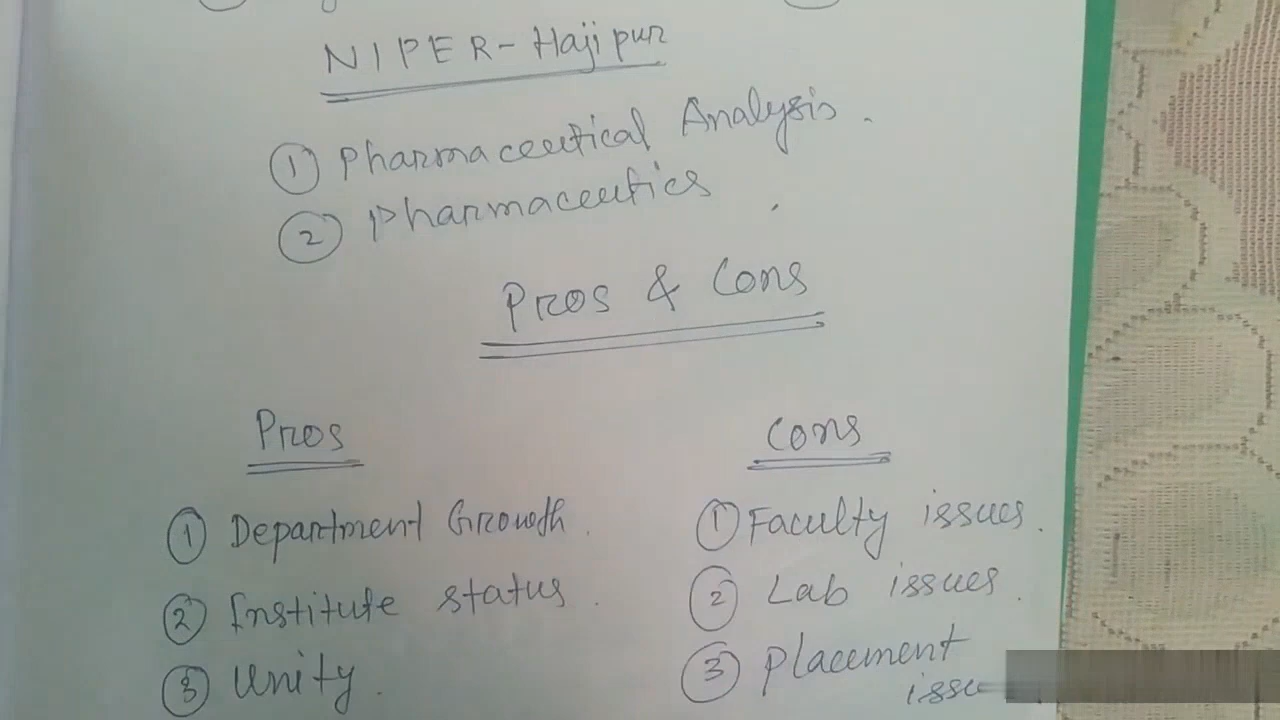 NIPER-Hajipur
① Pharmaceutical Analysis.
② Pharmaceutics
Pros & Cons
Pros
① Department Growth.
② Institute status.
③ Unity.
Cons
① Faculty issues.
② Lab issues.
③ Placement